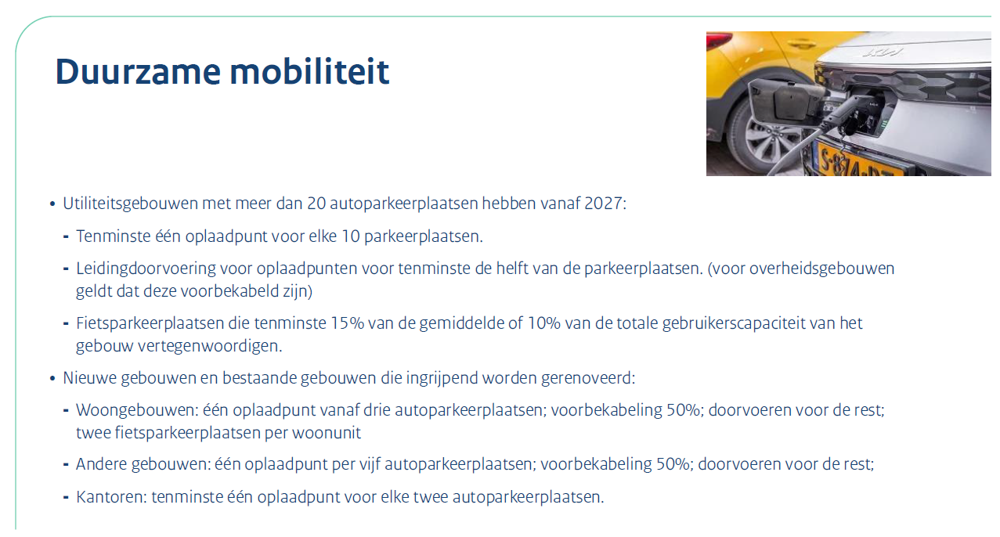 Duurzame mobiliteit
• Utiliteitsgebouwen met meer dan 20 autoparkeerplaatsen hebben vanaf 2027:
- Tenminste één oplaadpunt voor elke 10 parkeerplaatsen.
- Leidingdoorvoering voor oplaadpunten voor tenminste de helft van de parkeerplaatsen. (voor overheidsgebouwen
geldt dat deze voorbekabeld zijn)
- Fietsparkeerplaatsen die tenminste 15% van de gemiddelde of 10% van de totale gebruikerscapaciteit van het
gebouw vertegenwoordigen.
• Nieuwe gebouwen en bestaande gebouwen die ingrijpend worden gerenoveerd:
- Woongebouwen: één oplaadpunt vanaf drie autoparkeerplaatsen; voorbekabeling 50%; doorvoeren voor de rest;
twee fietsparkeerplaatsen per woonunit
- Andere gebouwen: één oplaadpunt per vijf autoparkeerplaatsen; voorbekabeling 50%; doorvoeren voor de rest;
- Kantoren: tenminste één oplaadpunt voor elke twee autoparkeerplaatsen.